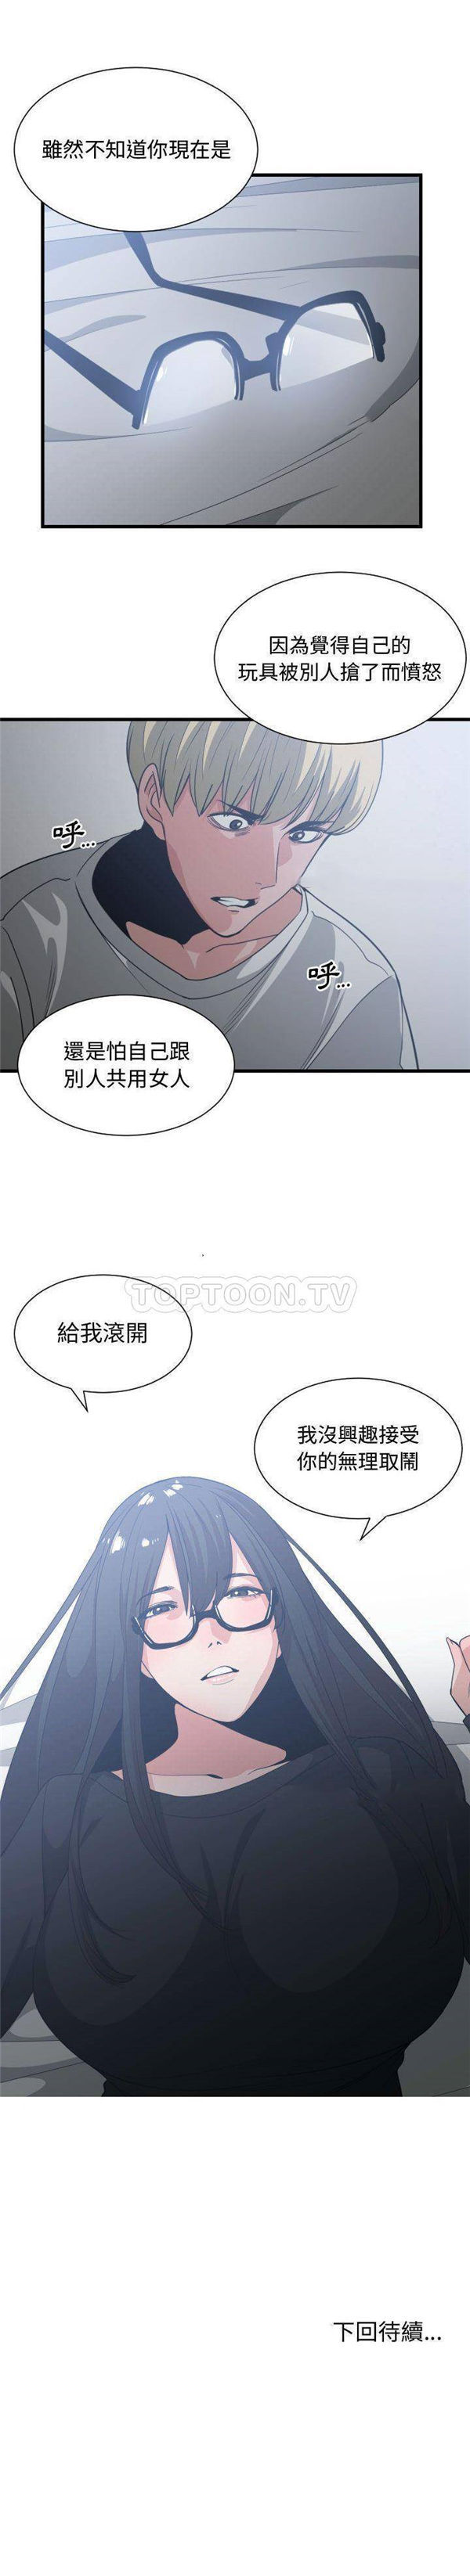 雖然不知道你現在是
因為覺得自己的
玩具被別人搶了而憤怒
呼...
呼...
還是怕自己跟
別人共用女人
TOPTOON.TV
給我滾開
我沒興趣接受
你的無理取鬧
下回待續...